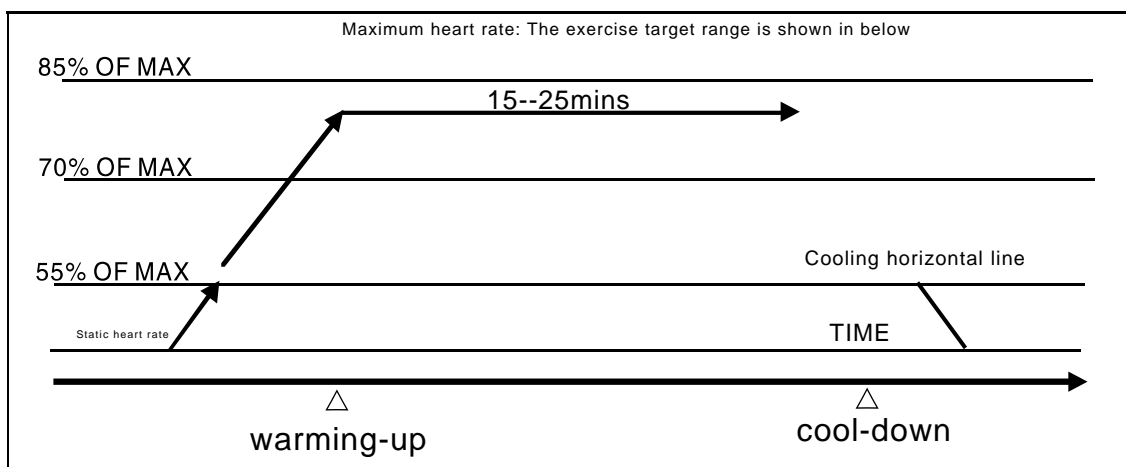 Maximum heart rate: The exercise target range is shown in below
85% OF MAX
15--25mins
70% OF MAX
55% OF MAX
Cooling horizontal line
Static heart rate
TIME
warming-up
cool-down